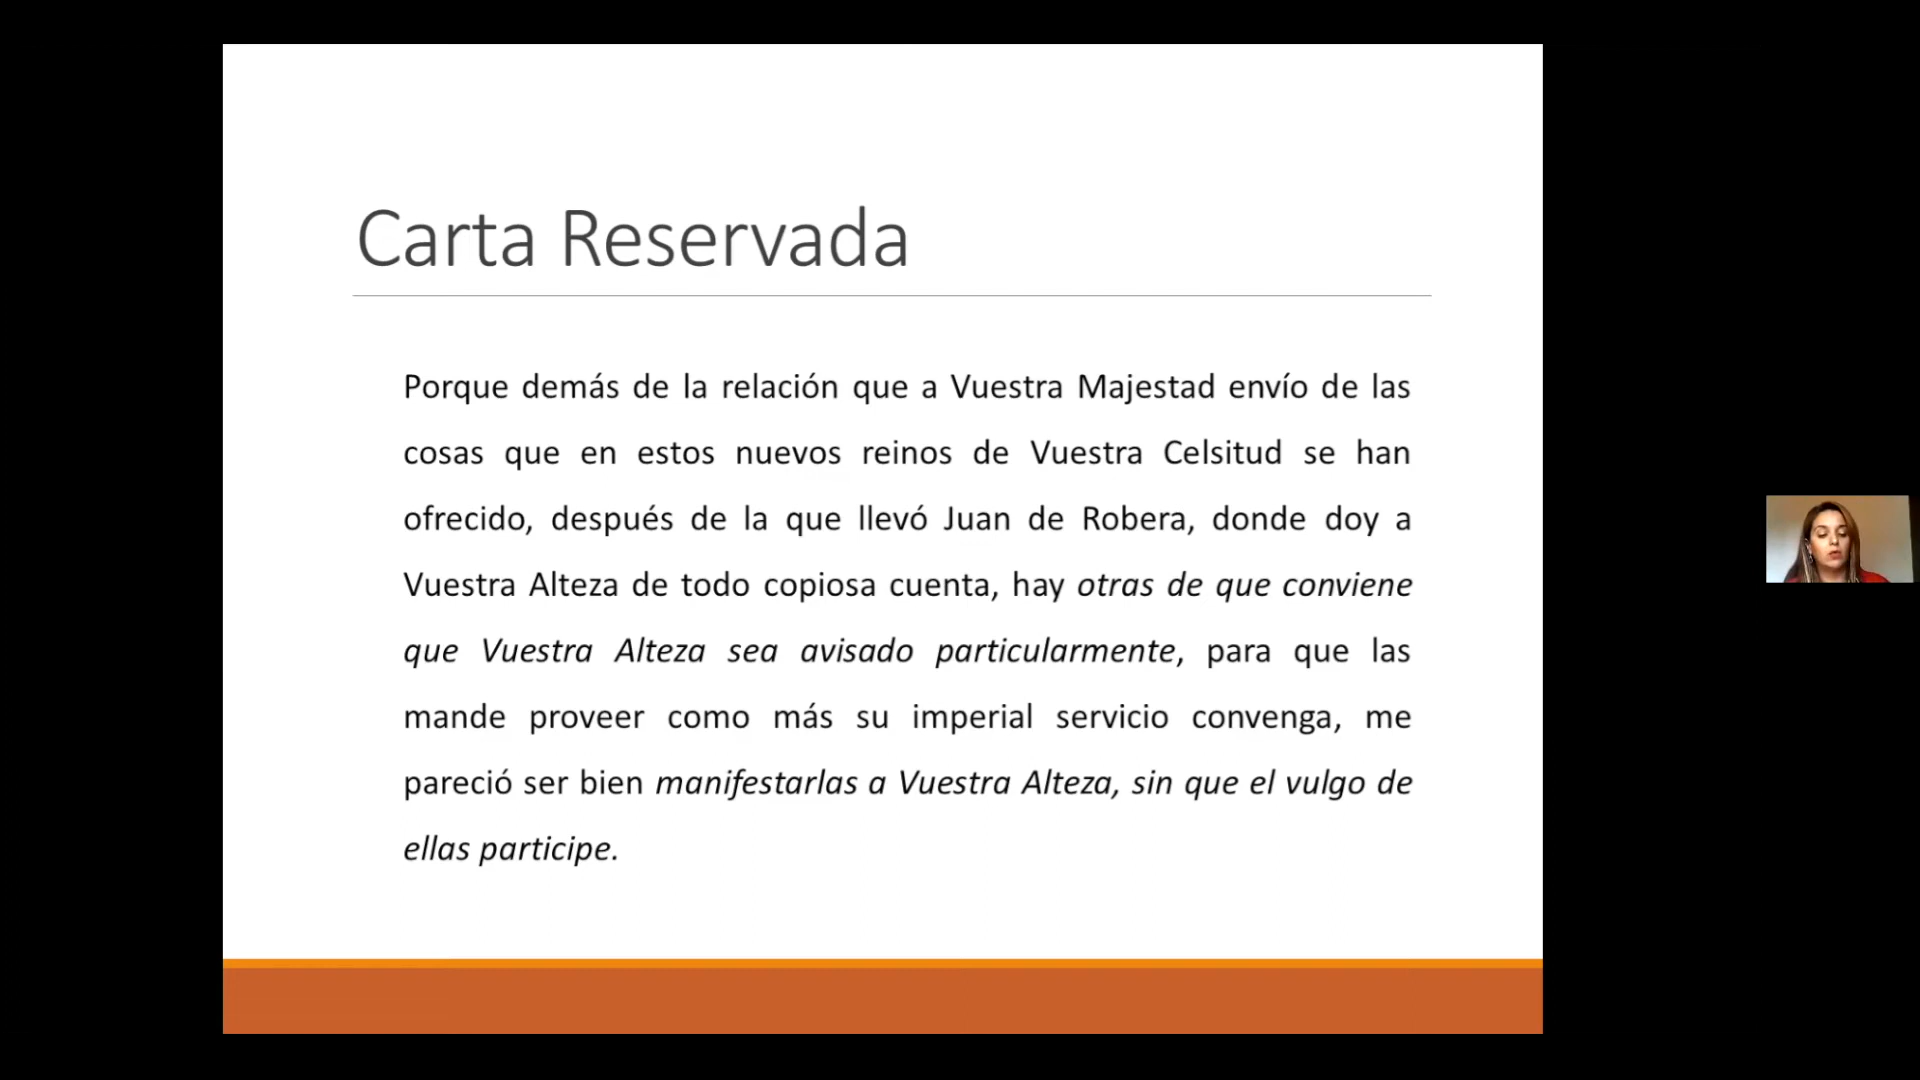 Carta Reservada
Porque demás de la relación que a Vuestra Majestad envío de las
cosas que en estos nuevos reinos de Vuestra Celsitud se han
ofrecido, después de la que llevó Juan de Robera, donde doy a
Vuestra Alteza de todo copiosa cuenta, hay otras de que conviene
que Vuestra Alteza sea avisado particularmente, para que las
mande proveer como más su imperial servicio convenga, me
pareció ser bien manifestarlas a Vuestra Alteza, sin que el vulgo de
ellas participe.